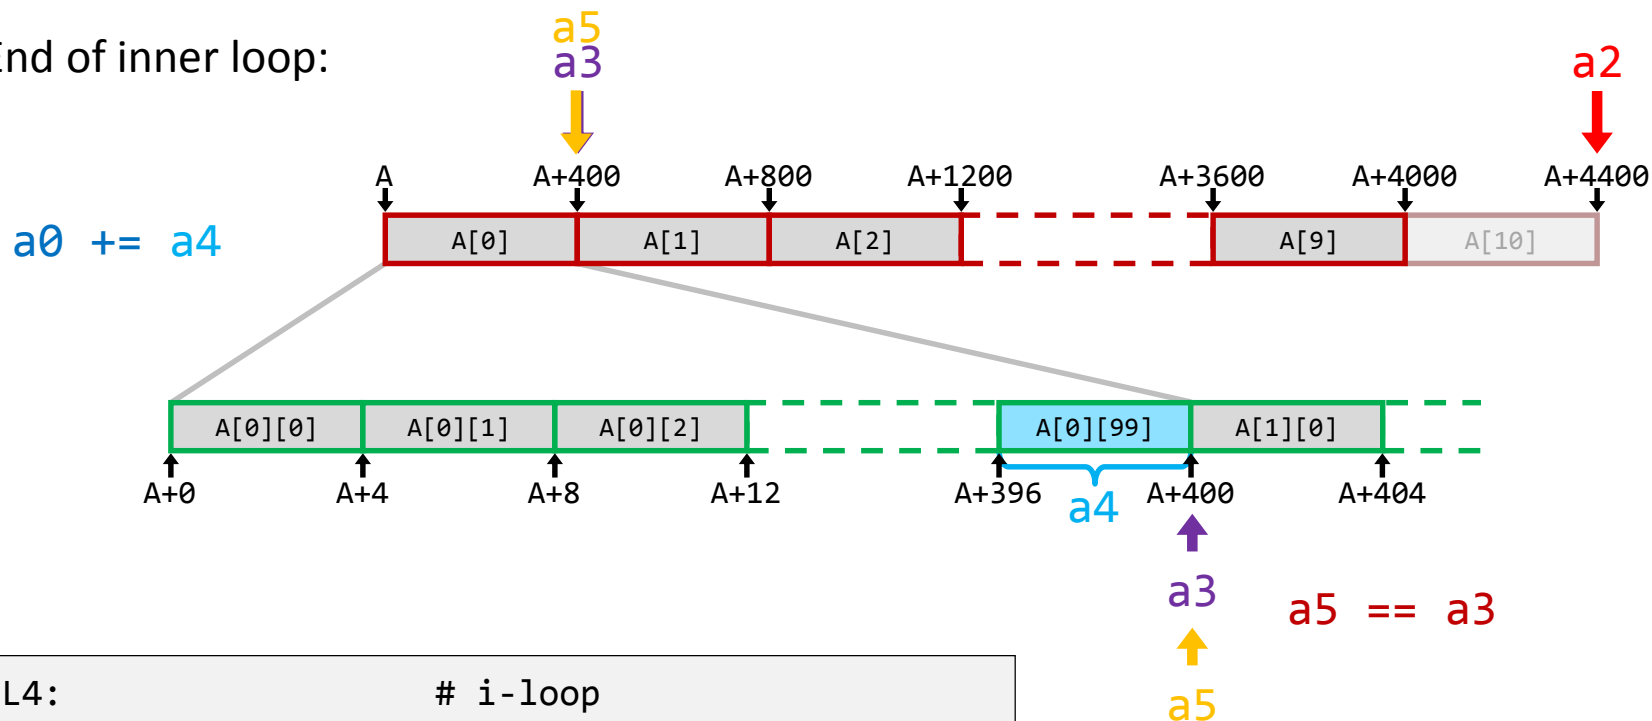 End of inner loop:
a5
a3
a2
A A+400 A+800 A+1200 A+3600 A+4000 A+4400
a0 += a4
A[0] A[1] A[2] A[9] A[10]
A[0][0] A[0][1] A[0][2] A[0][99] A[1][0]
A+0 A+4 A+8 A+12 A+396 A+400 A+404
a4
a3
a5 == a3
a5
L4: # i-loop